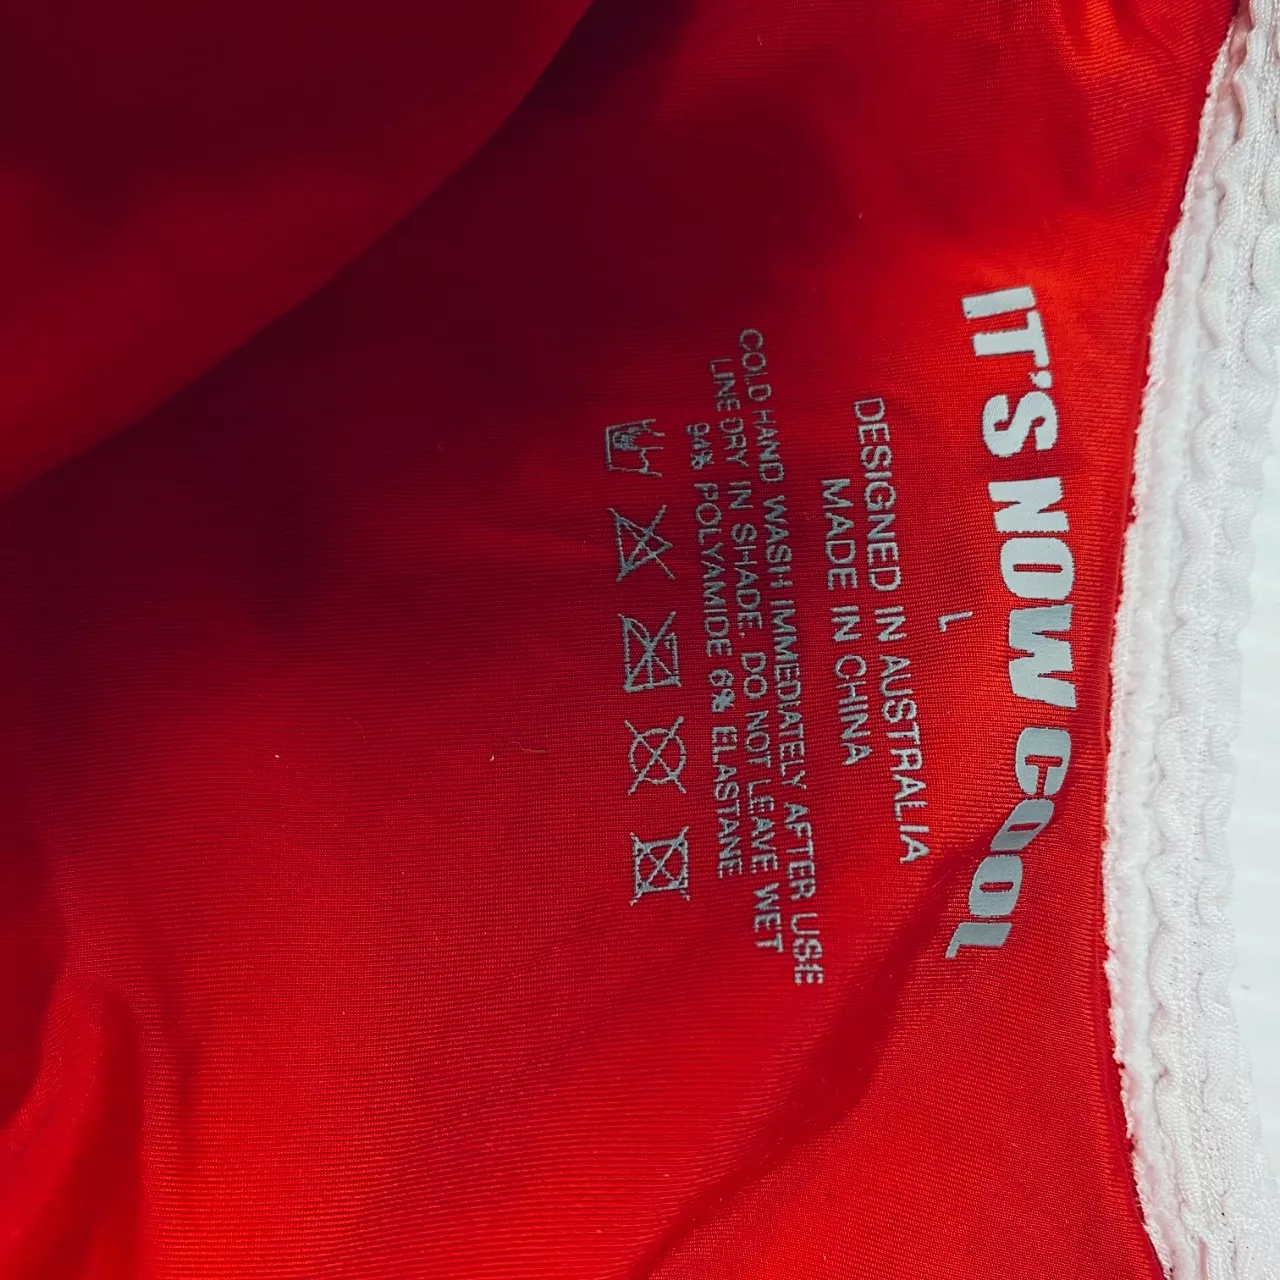 IT'S NOW COOL
L
DESIGNED IN AUSTRALIA
MADE IN CHINA
COLD HAND WASH IMMEDIATELY AFTER USE
LINE DRY IN SHADE. DO NOT LEAVE WET
94% POLYAMIDE 6% ELASTANE